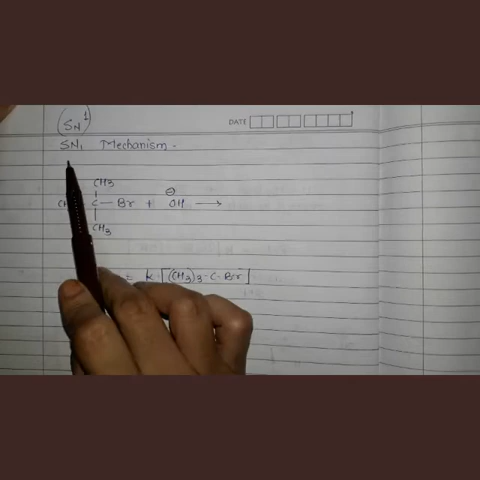 SN1
DATE
SN1 Mechanism -
CH3
C - Br + OH⊖ →
CH3
= K [(CH3)3-C-Br]